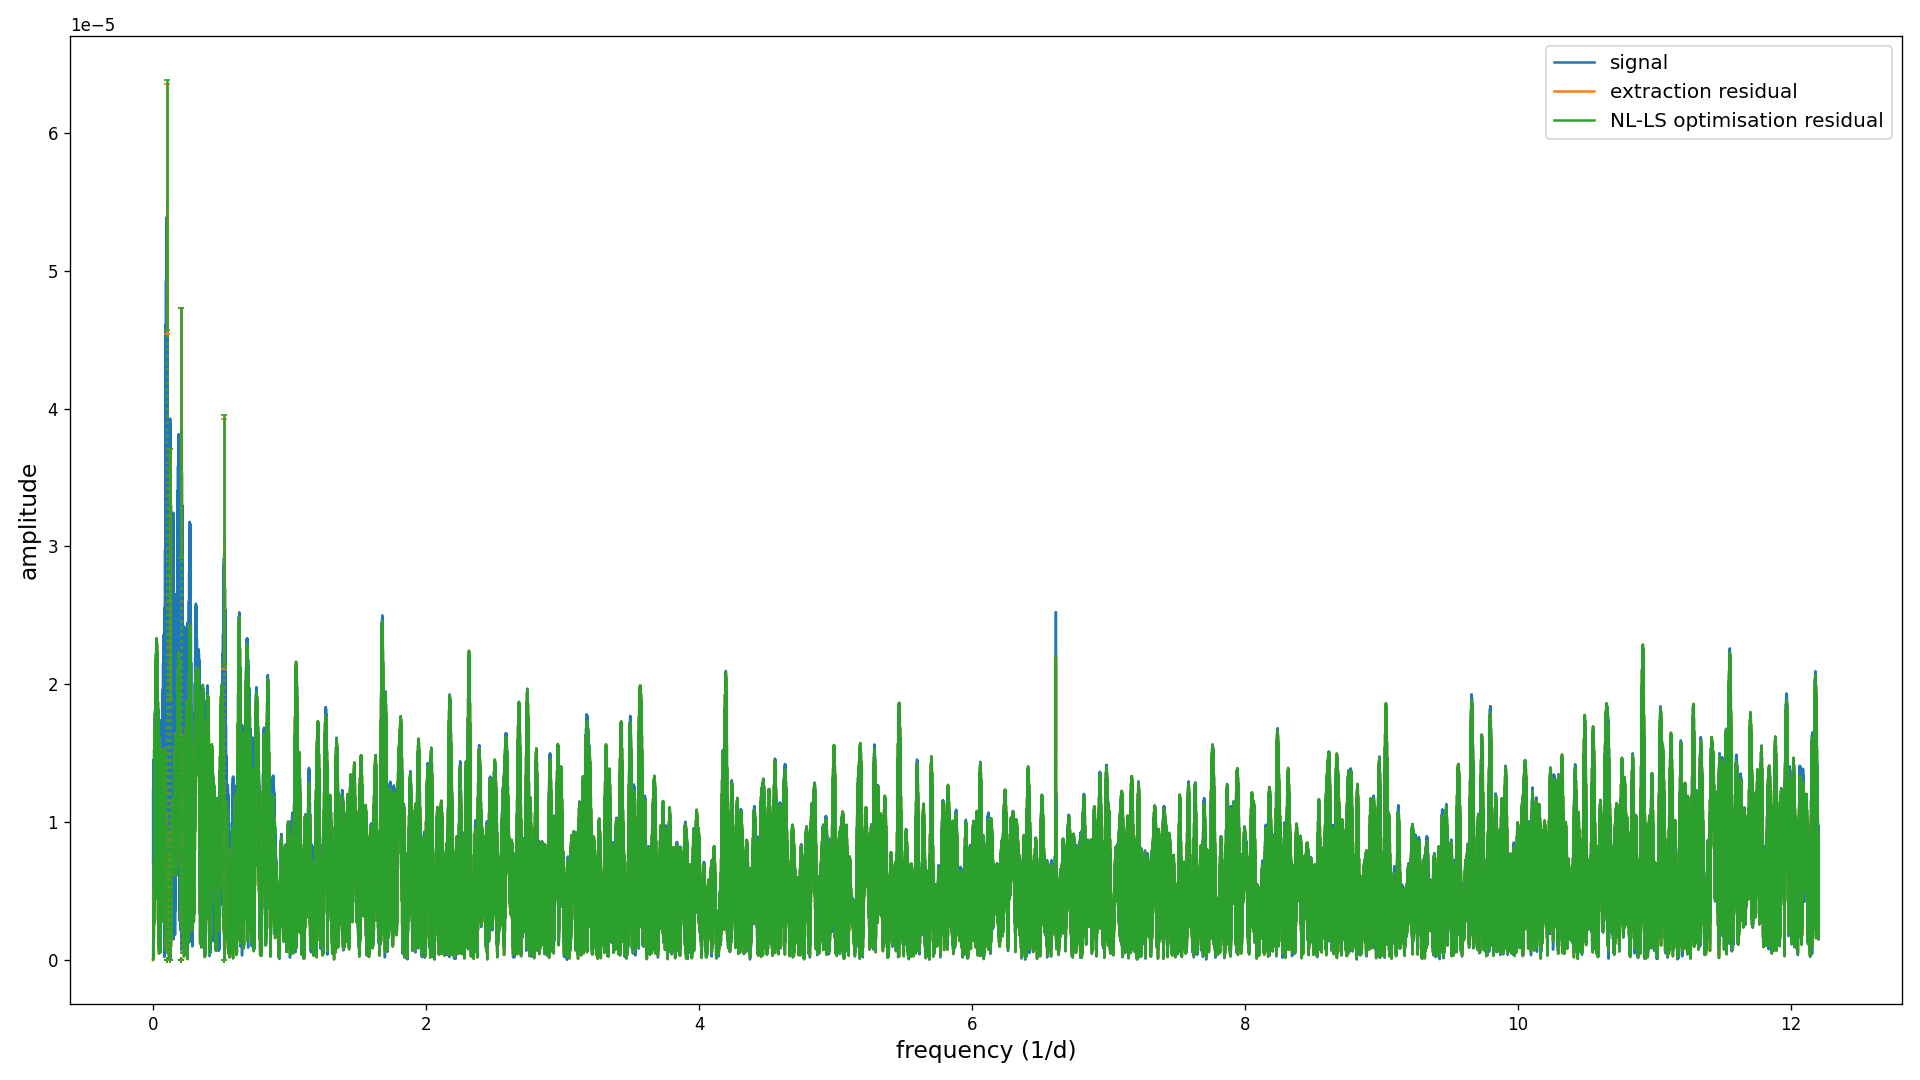 1e−5
signal
extraction residual
NL-LS optimisation residual
6
5
4
3
2
1
0
amplitude
0 2 4 6 8 10 12
frequency (1/d)